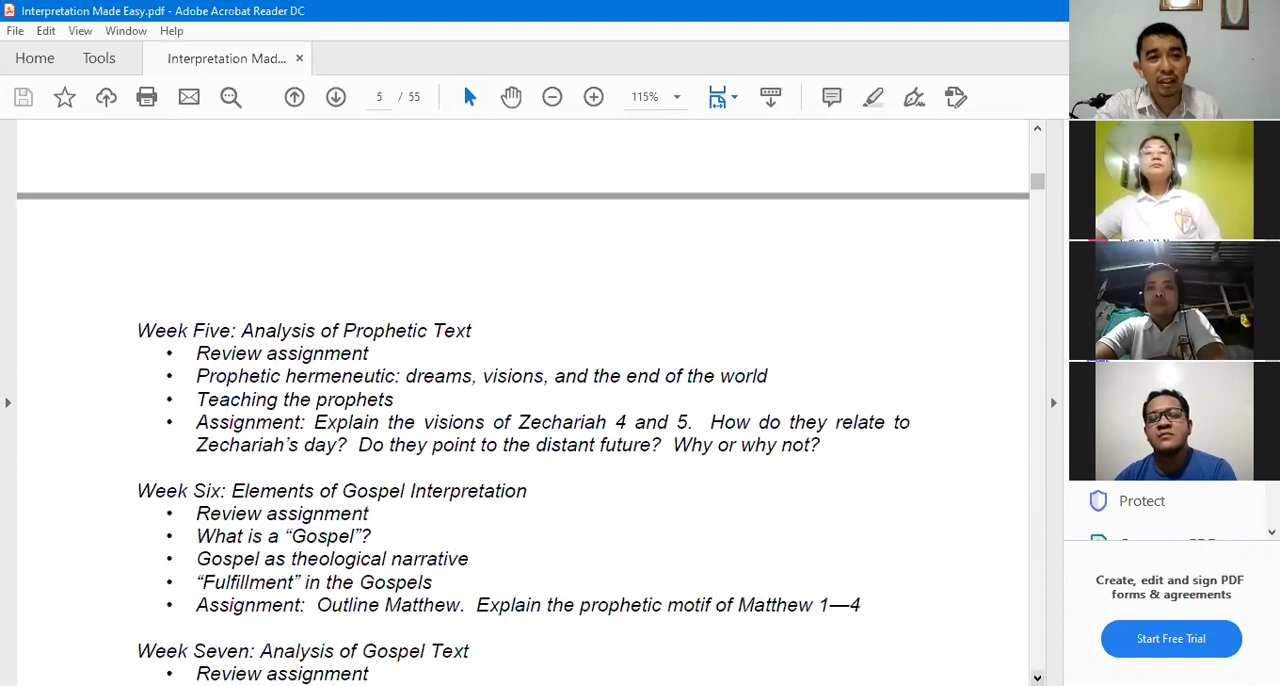 Interpretation Made Easy.pdf - Adobe Acrobat Reader DC
File Edit View Window Help
Home Tools Interpretation Mad... ×
5 / 55 115%
Week Five: Analysis of Prophetic Text
• Review assignment
• Prophetic hermeneutic: dreams, visions, and the end of the world
• Teaching the prophets
• Assignment: Explain the visions of Zechariah 4 and 5. How do they relate to
Zechariah's day? Do they point to the distant future? Why or why not?
Week Six: Elements of Gospel Interpretation
• Review assignment
• What is a “Gospel”?
• Gospel as theological narrative
• “Fulfillment” in the Gospels
• Assignment: Outline Matthew. Explain the prophetic motif of Matthew 1—4
Week Seven: Analysis of Gospel Text
• Review assignment
Protect
Create, edit and sign PDF
forms & agreements
Start Free Trial